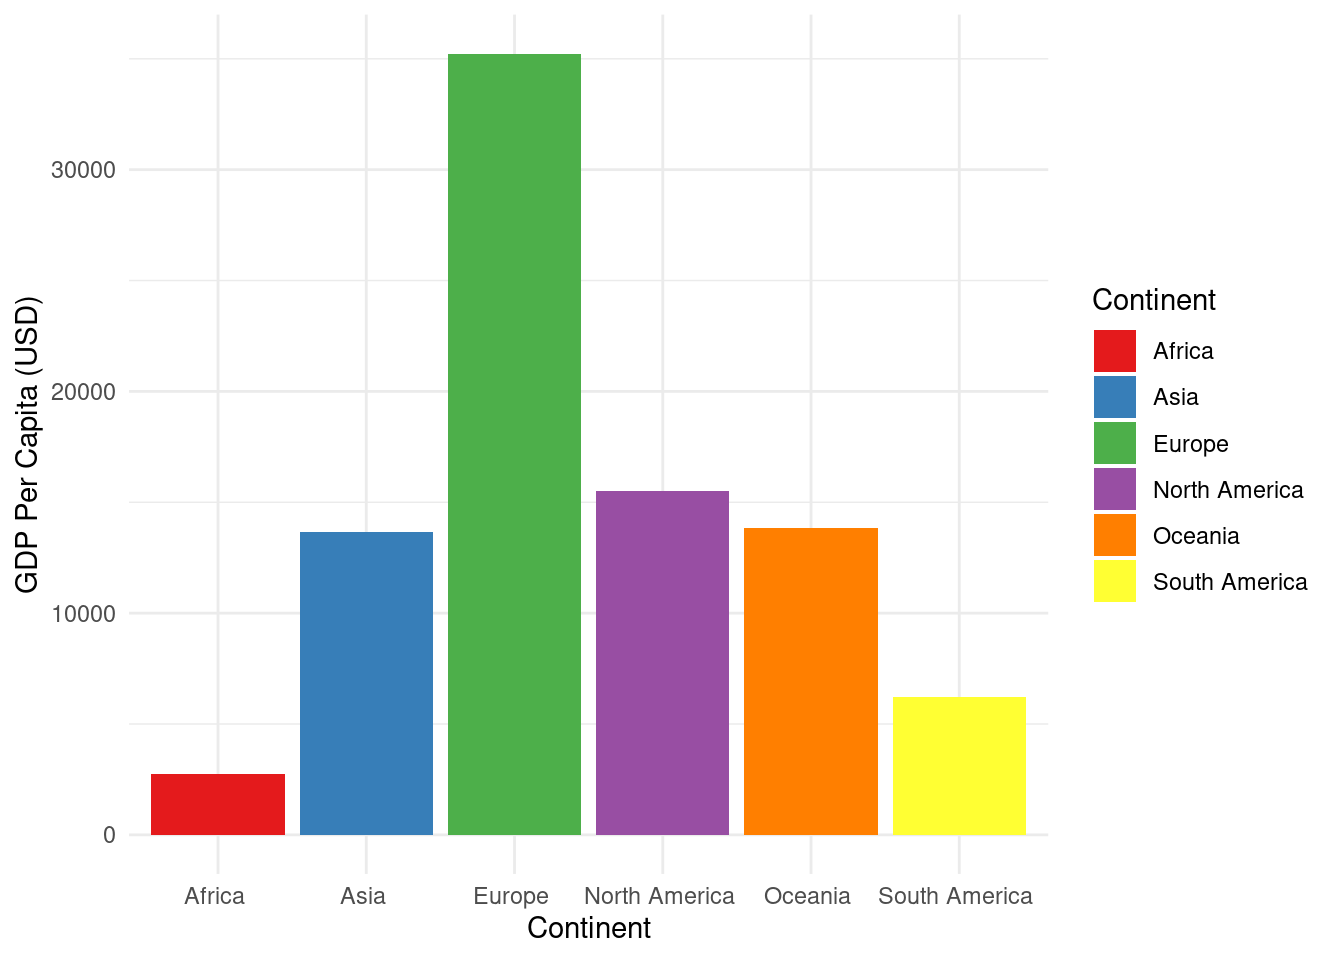 GDP Per Capita (USD)
30000
20000
10000
0
Africa
Asia
Europe
North America
Oceania
South America
Continent
Continent
Africa
Asia
Europe
North America
Oceania
South America